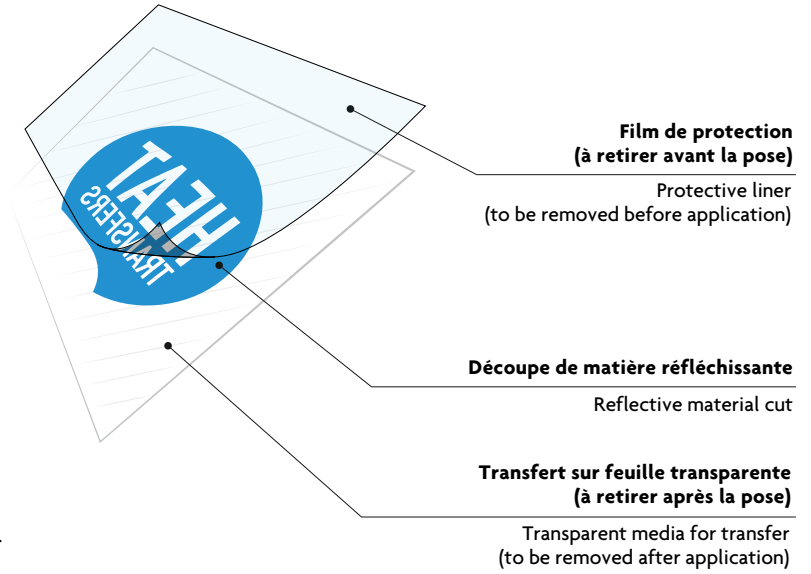 HEAT
TRANSFERS
Film de protection
(à retirer avant la pose)
Protective liner
(to be removed before application)
Découpe de matière réfléchissante
Reflective material cut
Transfert sur feuille transparente
(à retirer après la pose)
Transparent media for transfer
(to be removed after application)